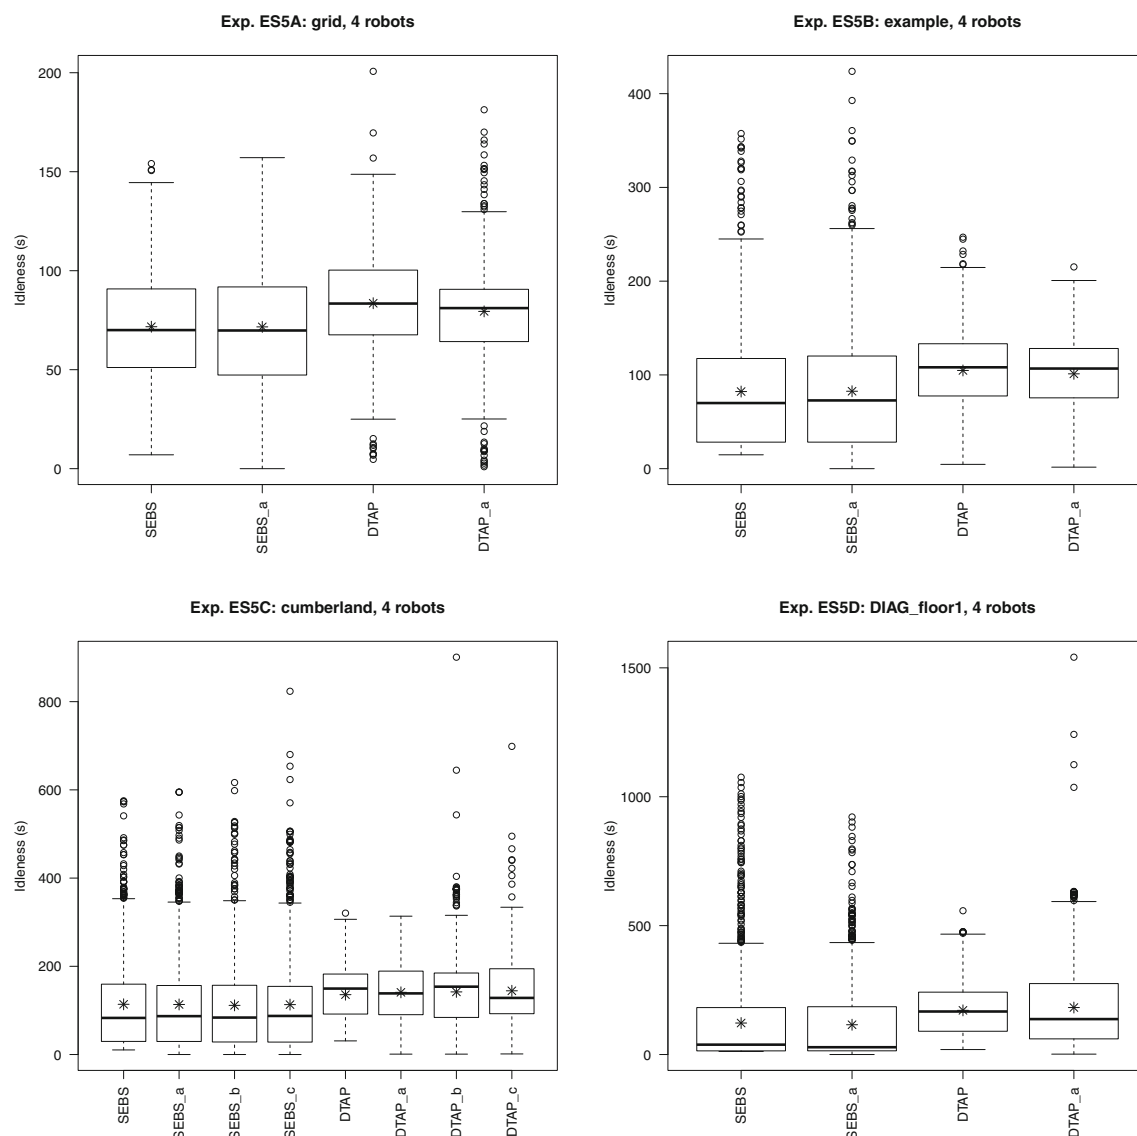 Exp. ES5A: grid, 4 robots
Idleness (s)
200
150
100
50
0
SEBS
SEBS_a
DTAP
DTAP_a
Exp. ES5B: example, 4 robots
Idleness (s)
400
300
200
100
0
SEBS
SEBS_a
DTAP
DTAP_a
Exp. ES5C: cumberland, 4 robots
Idleness (s)
800
600
400
200
0
SEBS
SEBS_a
SEBS_b
SEBS_c
DTAP
DTAP_a
DTAP_b
DTAP_c
Exp. ES5D: DIAG_floor1, 4 robots
Idleness (s)
1500
1000
500
0
SEBS
SEBS_a
DTAP
DTAP_a